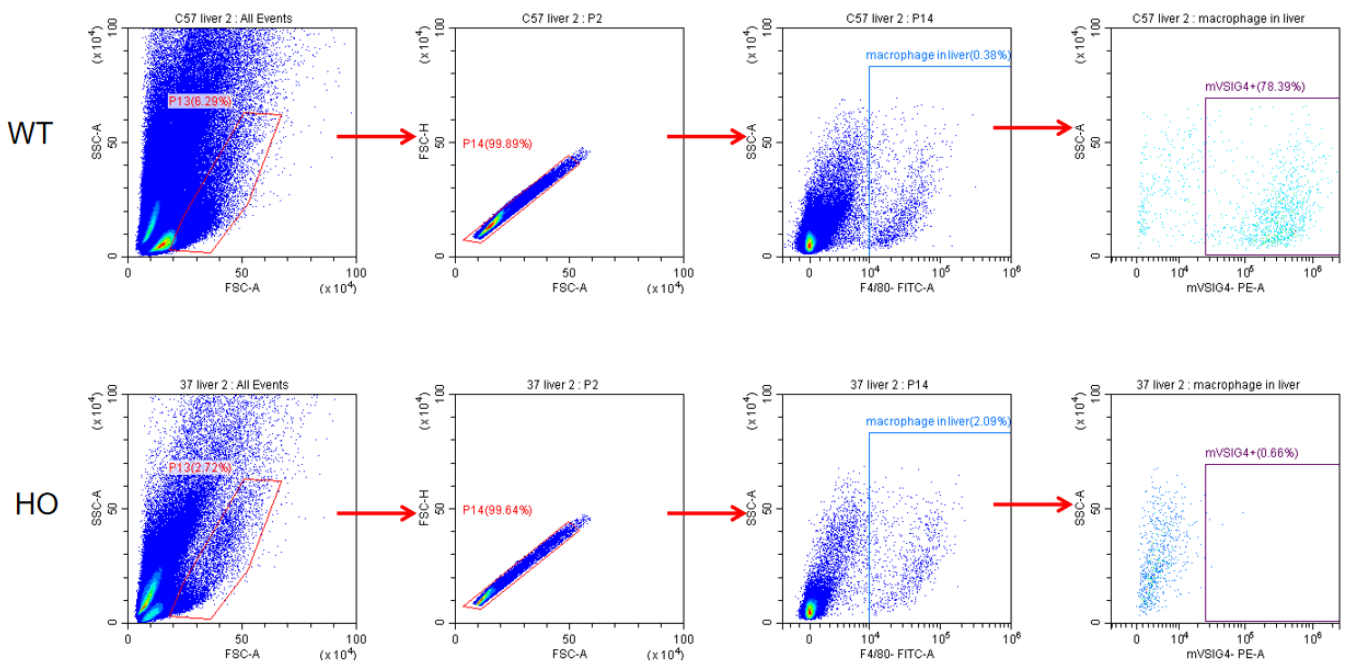 WT
C57 liver 2 : All Events
P13(6.29%)
SSC-A
(x 10⁴)
0 50 100
0 50 100
FSC-A
(x 10⁴)
C57 liver 2 : P2
P14(99.89%)
FSC-H
(x 10⁴)
0 50 100
0 50 100
FSC-A
(x 10⁴)
C57 liver 2 : P14
macrophage in liver(0.38%)
SSC-A
(x 10⁴)
0 50 100
0 10⁴ 10⁵ 10⁶
F4/80- FITC-A
C57 liver 2 : macrophage in liver
mVSIG4+(78.39%)
SSC-A
(x 10⁴)
0 50 100
0 10⁴ 10⁵ 10⁶
mVSIG4- PE-A
HO
37 liver 2 : All Events
P13(2.72%)
SSC-A
(x 10⁴)
0 50 100
0 50 100
FSC-A
(x 10⁴)
37 liver 2 : P2
P14(99.64%)
FSC-H
(x 10⁴)
0 50 100
0 50 100
FSC-A
(x 10⁴)
37 liver 2 : P14
macrophage in liver(2.09%)
SSC-A
(x 10⁴)
0 50 100
0 10⁴ 10⁵ 10⁶
F4/80- FITC-A
37 liver 2 : macrophage in liver
mVSIG4+(0.66%)
SSC-A
(x 10⁴)
0 50 100
0 10⁴ 10⁵ 10⁶
mVSIG4- PE-A